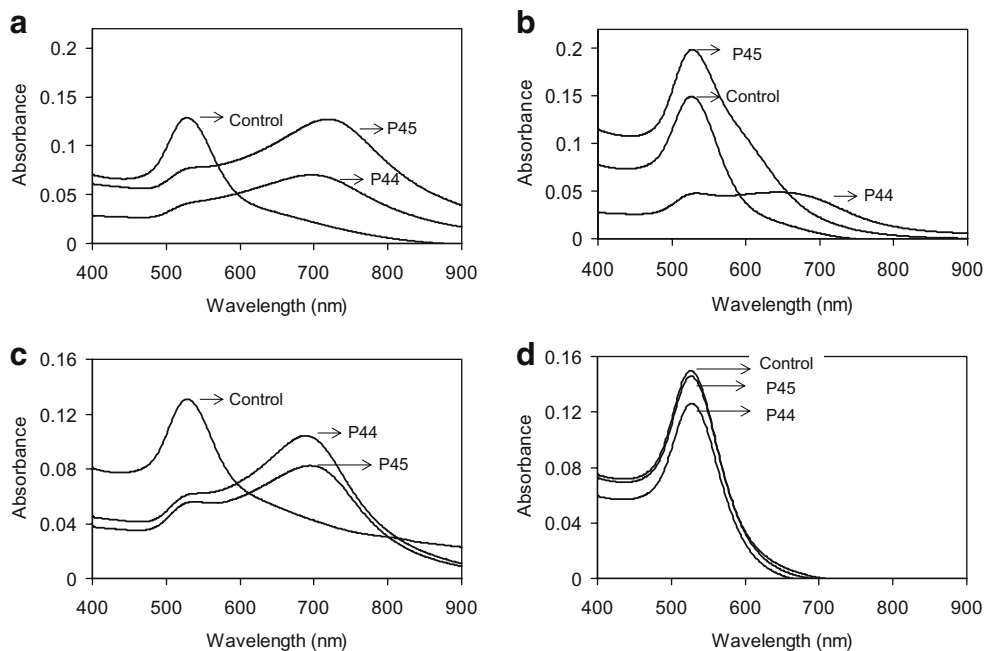 a
0.2
0.15
0.1
0.05
0
Absorbance
Control
P45
P44
400 500 600 700 800 900
Wavelength (nm)
b
0.2
0.15
0.1
0.05
0
Absorbance
P45
Control
P44
400 500 600 700 800 900
Wavelength (nm)
c
0.16
0.12
0.08
0.04
0
Absorbance
Control
P44
P45
400 500 600 700 800 900
Wavelength (nm)
d
0.16
0.12
0.08
0.04
0
Absorbance
Control
P45
P44
400 500 600 700 800 900
Wavelength (nm)